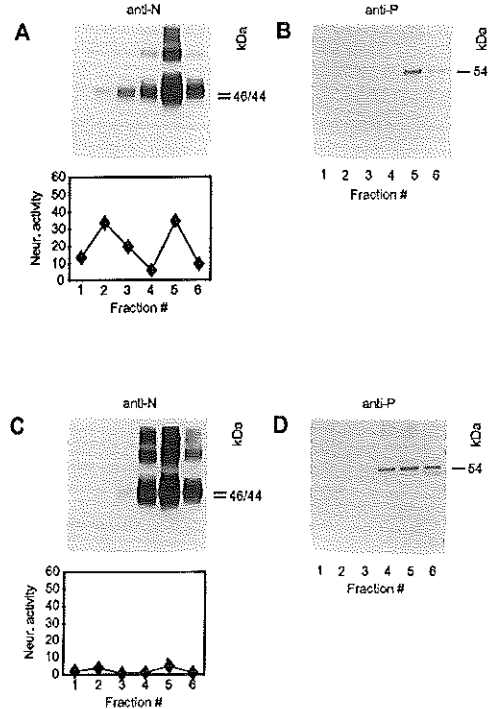 A
anti-N
kDa
46/44
B
anti-P
kDa
54
1 2 3 4 5 6
Fraction #
Neur. activity
60
50
40
30
20
10
0
1 2 3 4 5 6
Fraction #
C
anti-N
kDa
46/44
D
anti-P
kDa
54
1 2 3 4 5 6
Fraction #
Neur. activity
60
50
40
30
20
10
0
1 2 3 4 5 6
Fraction #